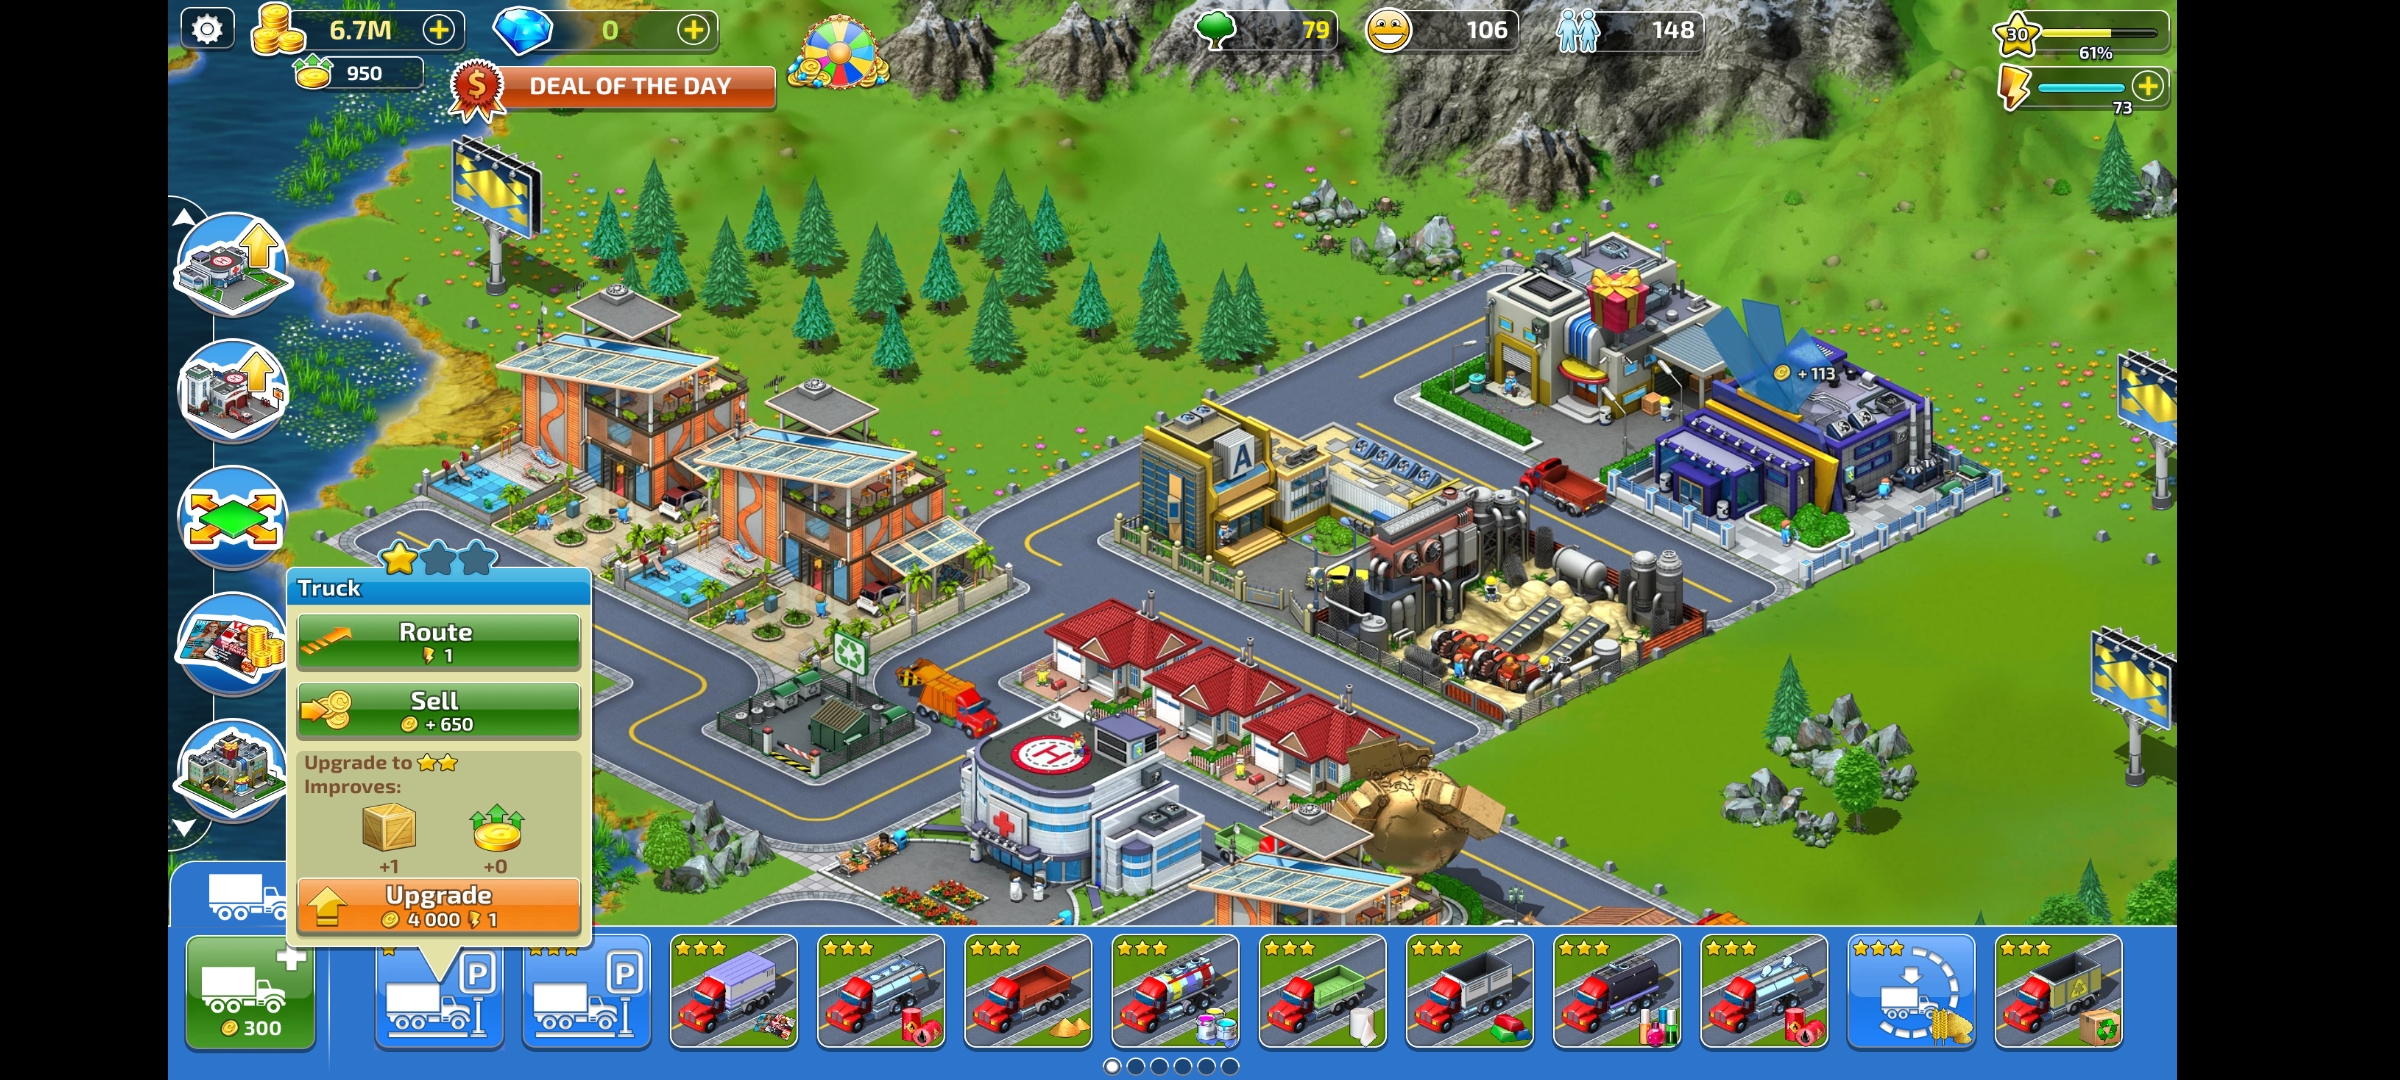 6.7M
0
950
DEAL OF THE DAY
79
106
148
30
61%
73
+113
A
H
Truck
Route
1
Sell
+650
Upgrade to
Improves:
+1
+0
Upgrade
4 000 1
300
P
P